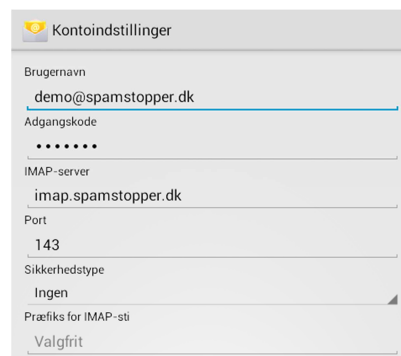 Kontoindstillinger
Brugernavn
demo@spamstopper.dk
Adgangskode
•••••••
IMAP-server
imap.spamstopper.dk
Port
143
Sikkerhedstype
Ingen
Præfiks for IMAP-sti
Valgfrit